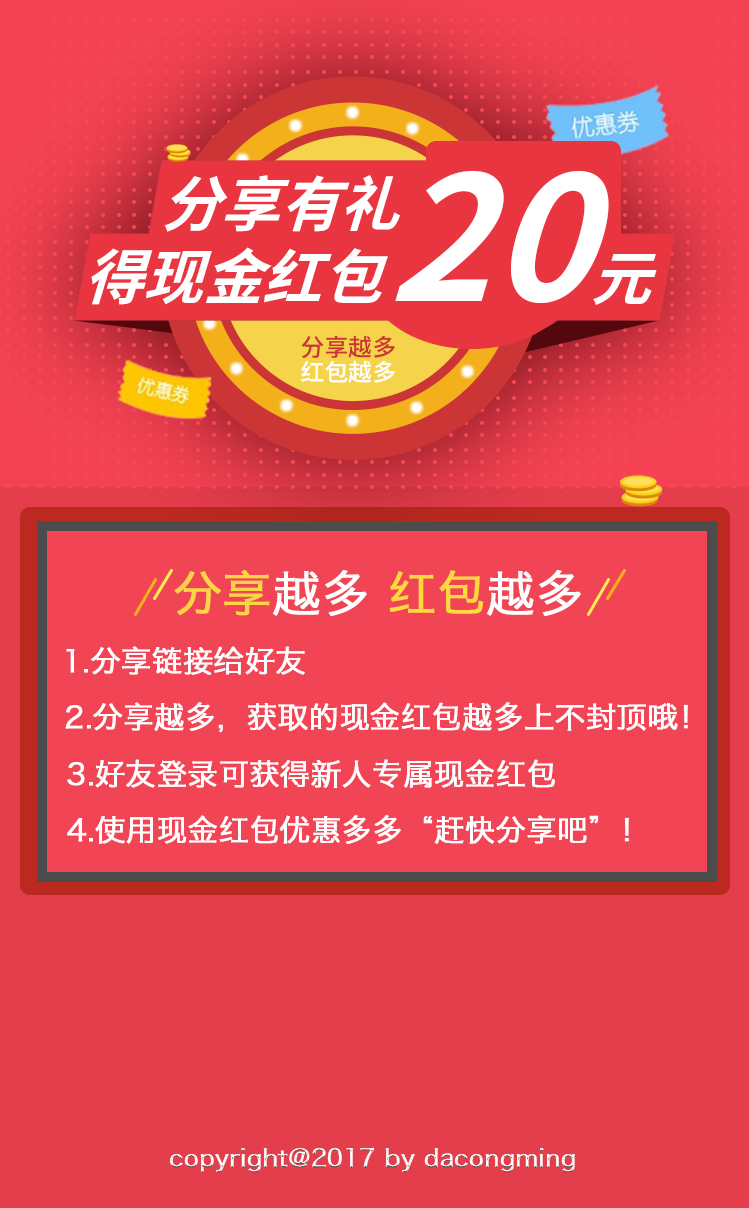 优惠券
分享有礼
得现金红包20元
分享越多
红包越多
优惠券
分享越多 红包越多
1.分享链接给好友
2.分享越多，获取的现金红包越多上不封顶哦！
3.好友登录可获得新人专属现金红包
4.使用现金红包优惠多多“赶快分享吧”！
copyright@2017 by dacongming